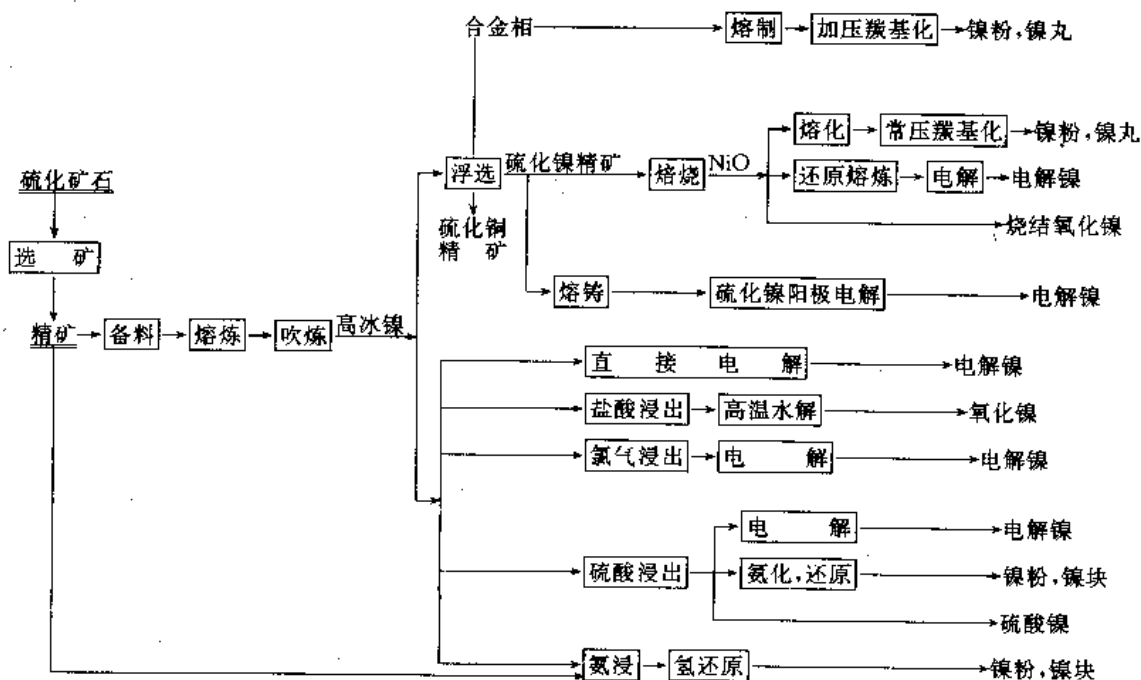 合金相 熔制 加压羰基化 镍粉,镍丸
熔化 常压羰基化 镍粉,镍丸
浮选 硫化镍精矿 焙烧 NiO 还原熔炼 电解 电解镍
硫化矿石
硫化铜
精 矿
烧结氧化镍
选 矿
熔铸 硫化镍阳极电解 电解镍
精矿 备料 熔炼 吹炼 高冰镍
直 接 电 解 电解镍
盐酸浸出 高温水解 氧化镍
氯气浸出 电 解 电解镍
电 解 电解镍
硫酸浸出 氨化,还原 镍粉,镍块
硫酸镍
氨浸 氢还原 镍粉,镍块